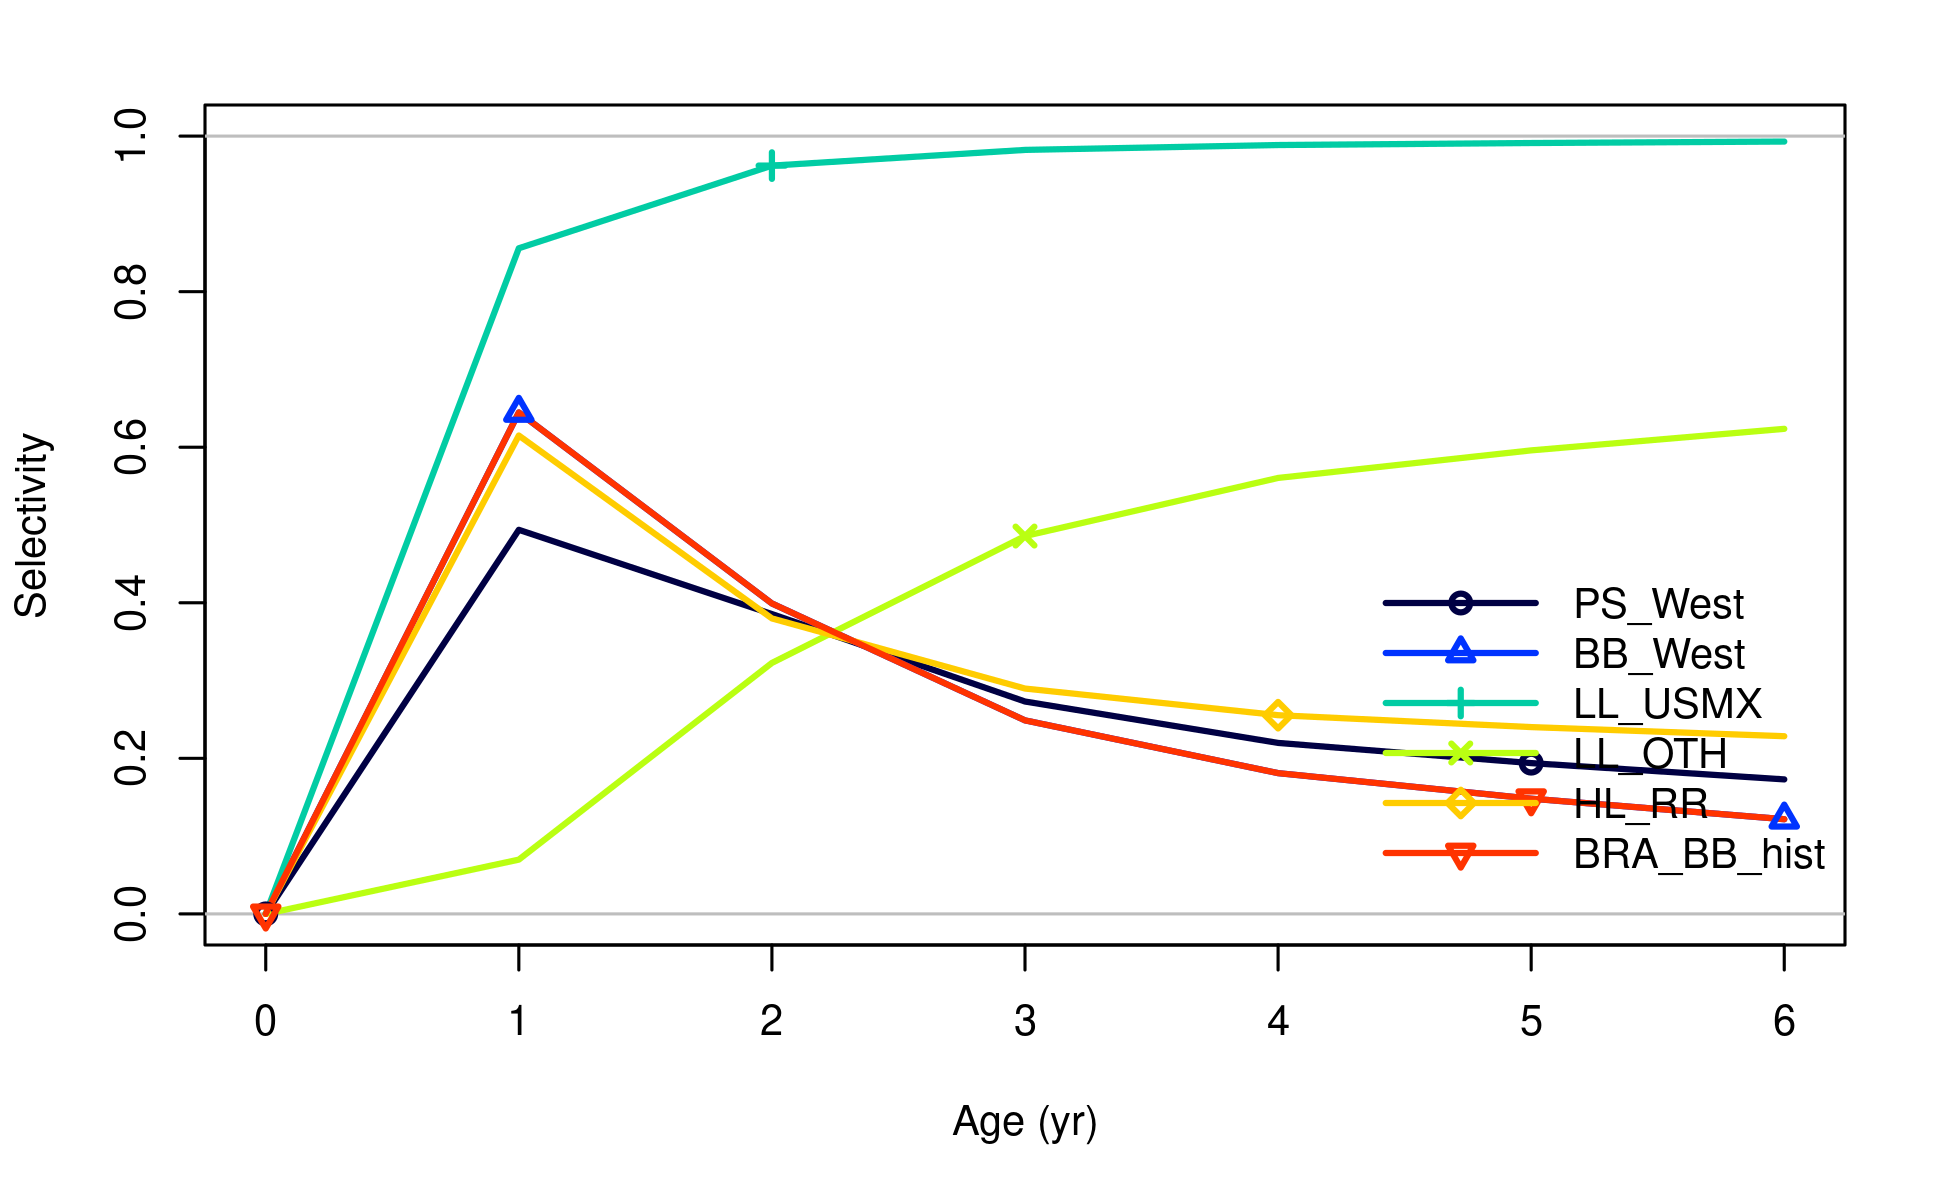 Selectivity
1.0
0.8
0.6
0.4
0.2
0.0
PS_West
BB_West
LL_USMX
LL_OTH
HL_RR
BRA_BB_hist
0 1 2 3 4 5 6
Age (yr)